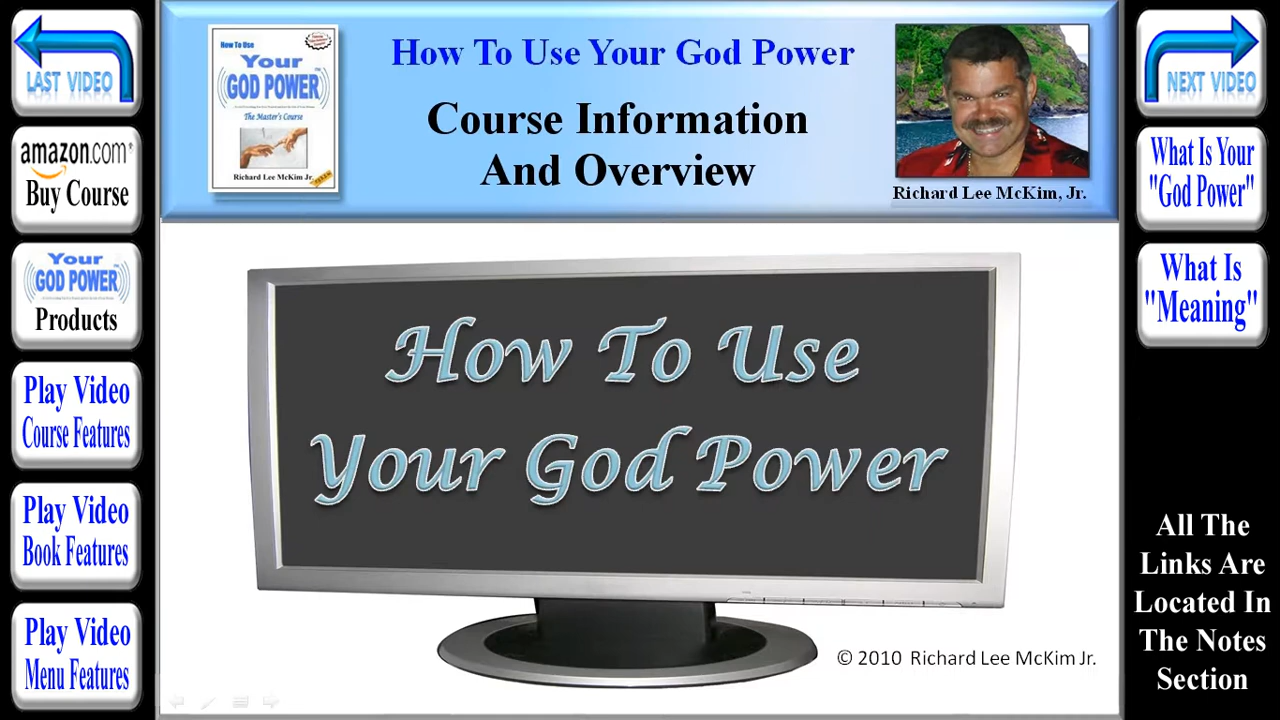 LAST VIDEO
amazon.com
Buy Course
Your
GOD POWER
Products
Play Video
Course Features
Play Video
Book Features
Play Video
Menu Features
How To Use
Your
GOD POWER
The Master's Course
Richard Lee McKim Jr.
How To Use Your God Power
Course Information
And Overview
Richard Lee McKim, Jr.
How To Use
Your God Power
© 2010 Richard Lee McKim Jr.
NEXT VIDEO
What Is Your
"God Power"
What Is
"Meaning"
All The
Links Are
Located In
The Notes
Section